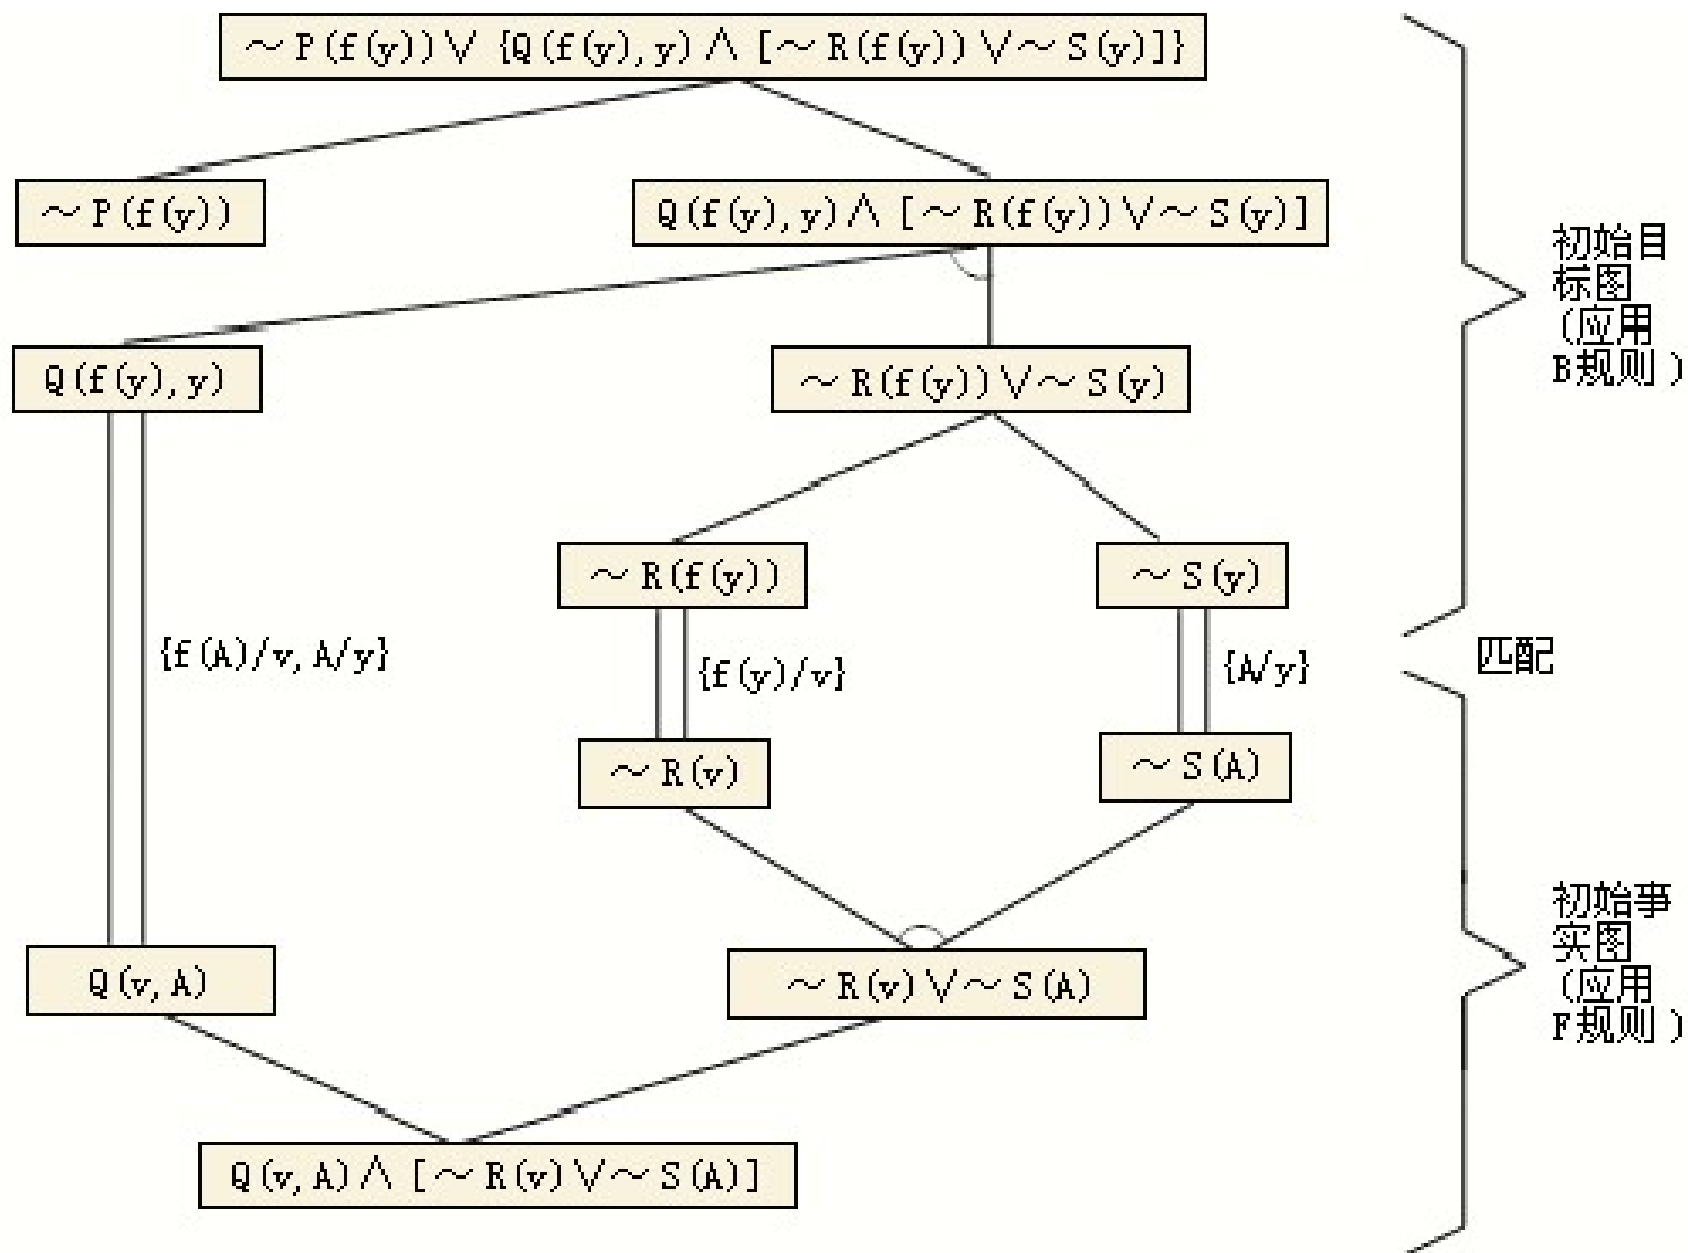 ～P(f(y))∨{Q(f(y),y)∧[～R(f(y))∨～S(y)]}
～P(f(y))
Q(f(y),y)∧[～R(f(y))∨～S(y)]
初始目
标图
(应用
B规则)
Q(f(y),y)
～R(f(y))∨～S(y)
～R(f(y))
～S(y)
{f(A)/v,A/y}
{f(y)/v}
{A/y}
匹配
～R(v)
～S(A)
初始事
实图
(应用
F规则)
Q(v,A)
～R(v)∨～S(A)
Q(v,A)∧[～R(v)∨～S(A)]